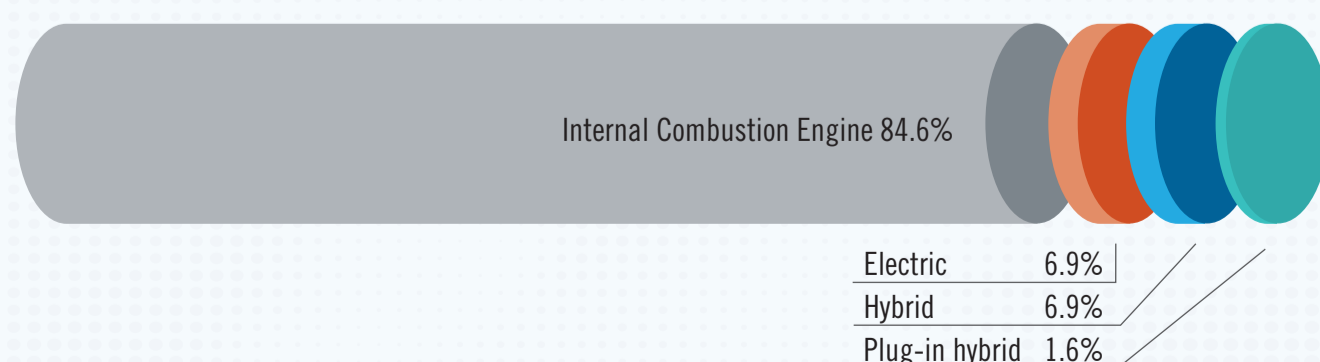 Internal Combustion Engine 84.6%
Electric 6.9%
Hybrid 6.9%
Plug-in hybrid 1.6%